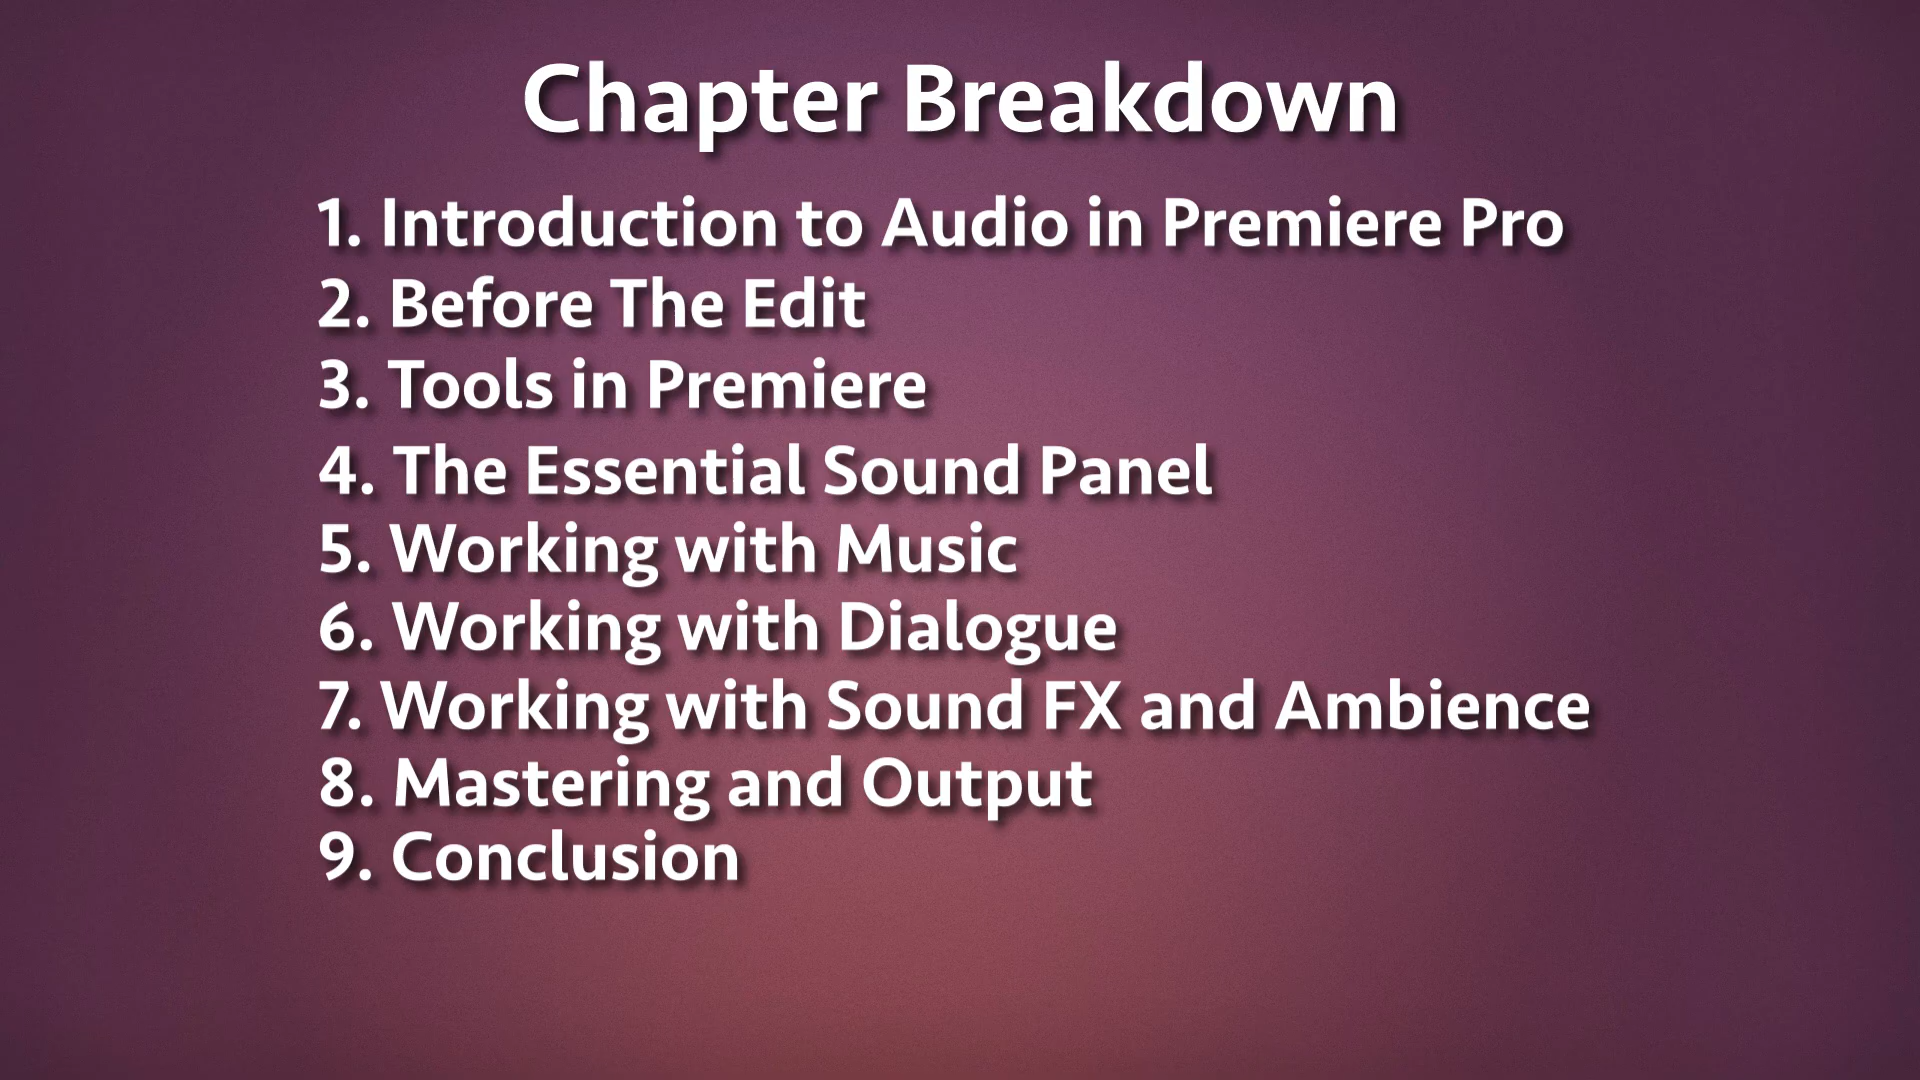 Chapter Breakdown
1. Introduction to Audio in Premiere Pro
2. Before The Edit
3. Tools in Premiere
4. The Essential Sound Panel
5. Working with Music
6. Working with Dialogue
7. Working with Sound FX and Ambience
8. Mastering and Output
9. Conclusion